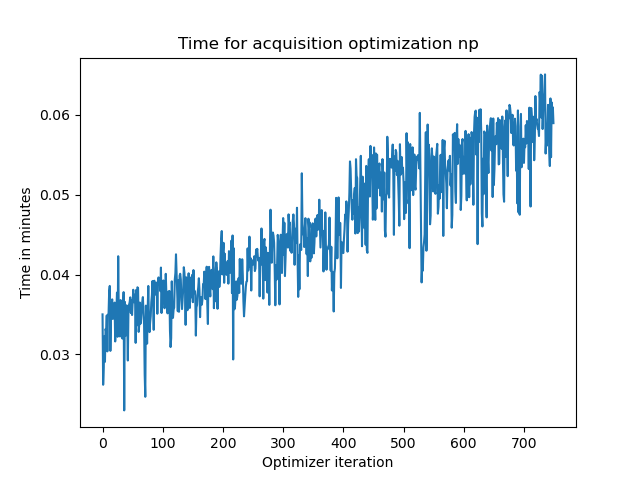 Time for acquisition optimization np
0.06
0.05
0.04
0.03
Time in minutes
0 100 200 300 400 500 600 700
Optimizer iteration